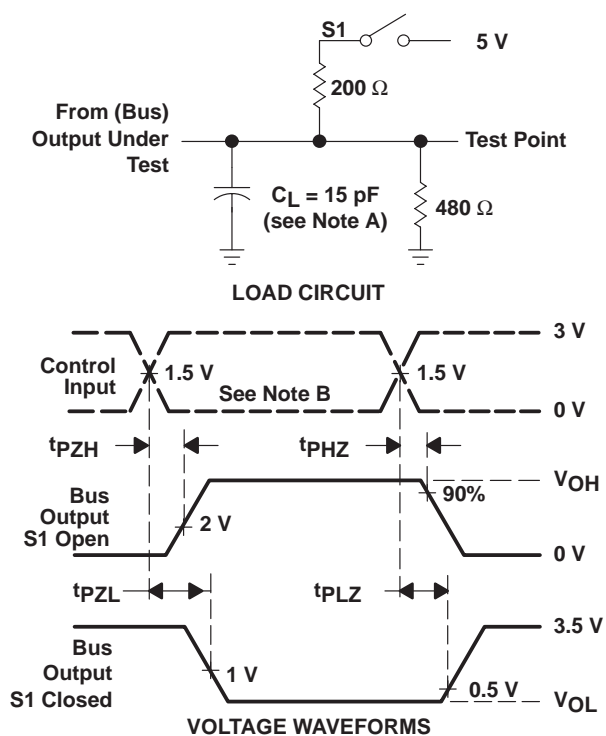 S1
5 V
200 Ω
From (Bus)
Output Under
Test
Test Point
CL = 15 pF
(see Note A)
480 Ω
LOAD CIRCUIT
3 V
Control
Input
1.5 V
1.5 V
See Note B
0 V
tPZH
tPHZ
VOH
90%
Bus
Output
S1 Open
2 V
0 V
tPZL
tPLZ
3.5 V
Bus
Output
S1 Closed
1 V
0.5 V
VOL
VOLTAGE WAVEFORMS